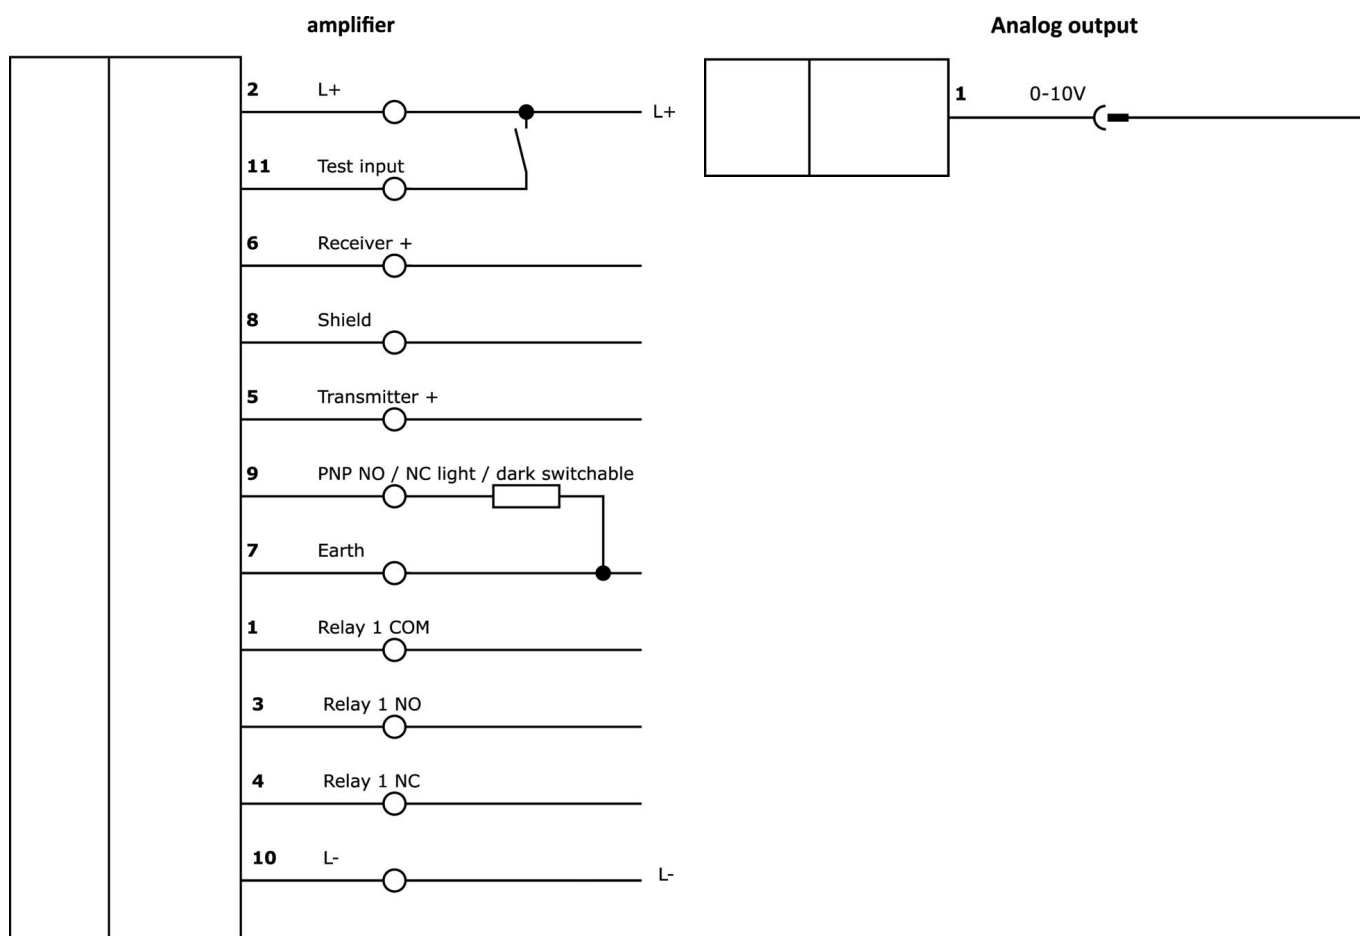 amplifier
2 L+
L+
11 Test input
6 Receiver +
8 Shield
5 Transmitter +
9 PNP NO / NC light / dark switchable
7 Earth
1 Relay 1 COM
3 Relay 1 NO
4 Relay 1 NC
10 L-
L-
Analog output
1 0-10V